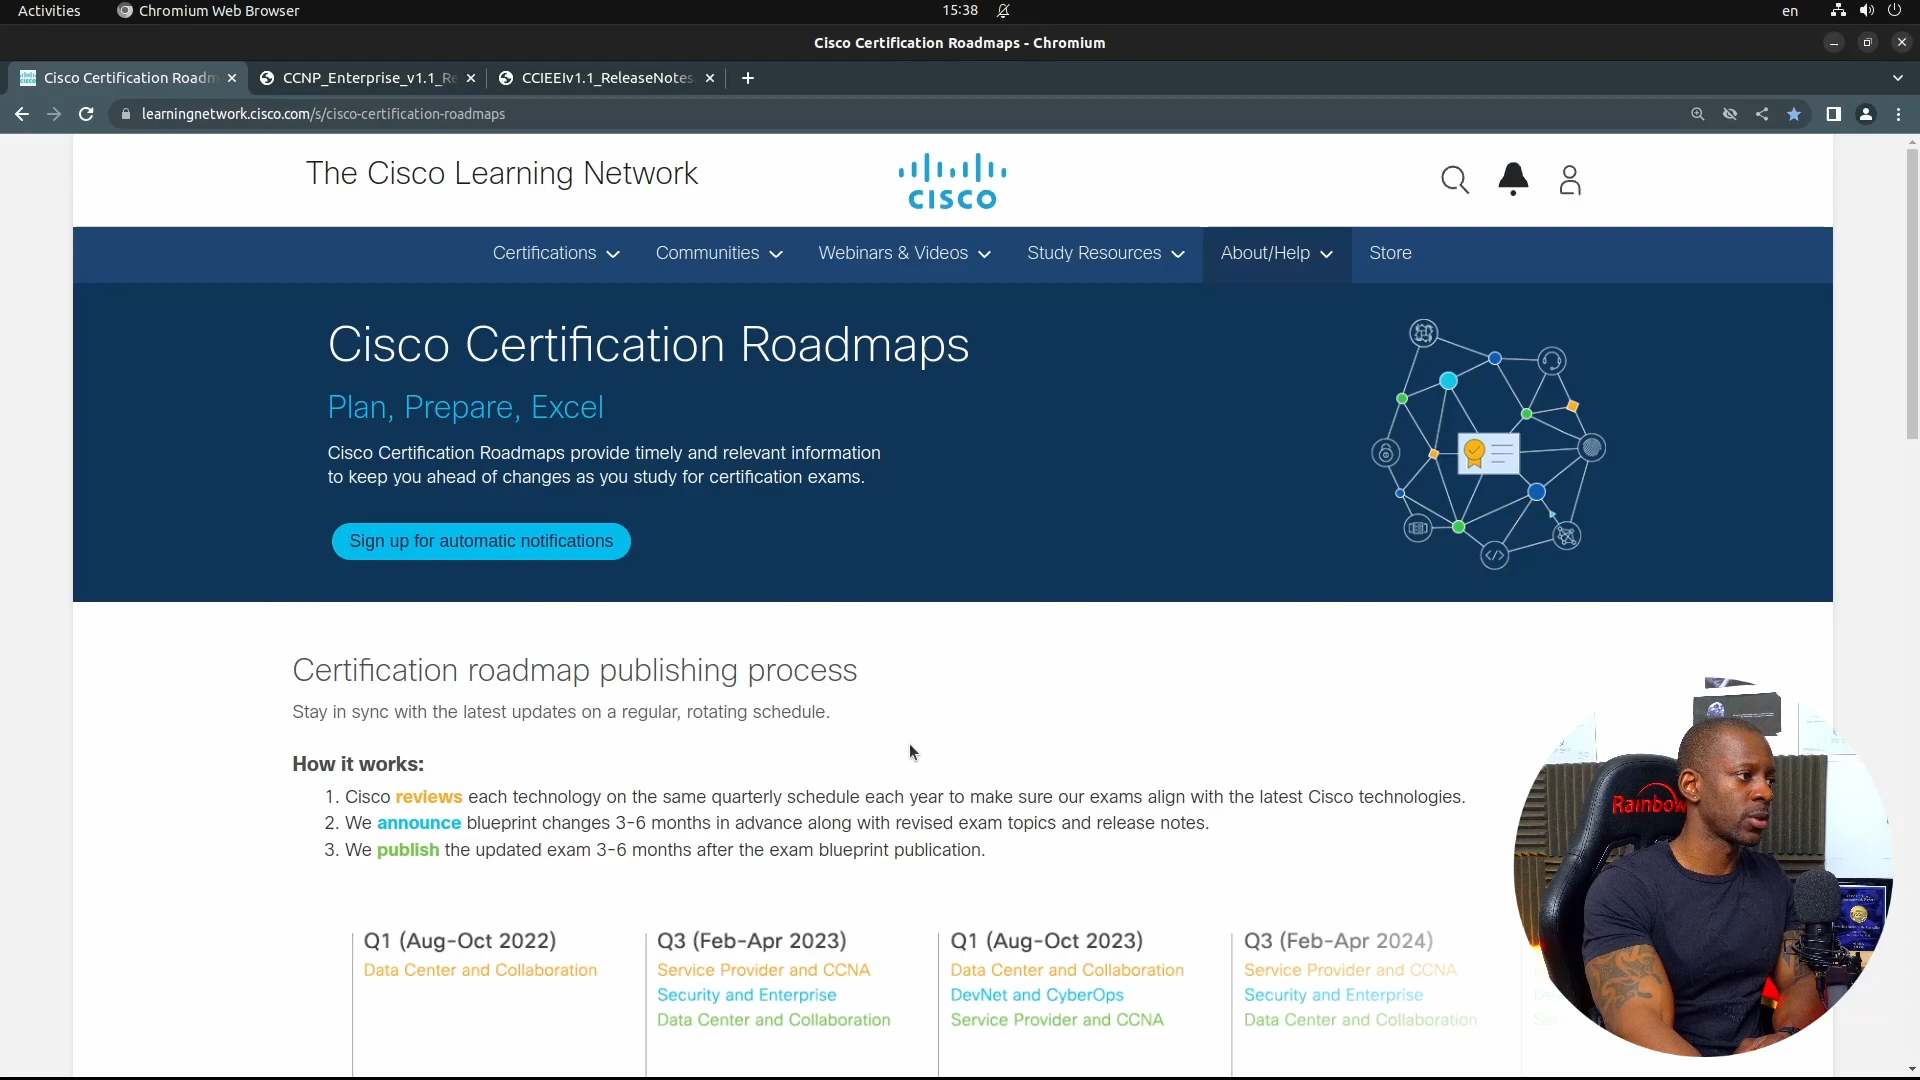 Activities
Chromium Web Browser
15:38
en
Cisco Certification Roadmaps - Chromium
Cisco Certification Roadm
CCNP_Enterprise_v1.1_Re
CCIEEIv1.1_ReleaseNotes
learningnetwork.cisco.com/s/cisco-certification-roadmaps
The Cisco Learning Network
CISCO
Certifications
Communities
Webinars & Videos
Study Resources
About/Help
Store
Cisco Certification Roadmaps
Plan, Prepare, Excel
Cisco Certification Roadmaps provide timely and relevant information
to keep you ahead of changes as you study for certification exams.
Sign up for automatic notifications
Certification roadmap publishing process
Stay in sync with the latest updates on a regular, rotating schedule.
How it works:
1. Cisco reviews each technology on the same quarterly schedule each year to make sure our exams align with the latest Cisco technologies.
2. We announce blueprint changes 3-6 months in advance along with revised exam topics and release notes.
3. We publish the updated exam 3-6 months after the exam blueprint publication.
Q1 (Aug-Oct 2022)
Data Center and Collaboration
Q3 (Feb-Apr 2023)
Service Provider and CCNA
Security and Enterprise
Data Center and Collaboration
Q1 (Aug-Oct 2023)
Data Center and Collaboration
DevNet and CyberOps
Service Provider and CCNA
Q3 (Feb-Apr 2024)
Service Provider and CCNA
Security and Enterprise
Data Center and Collaboration